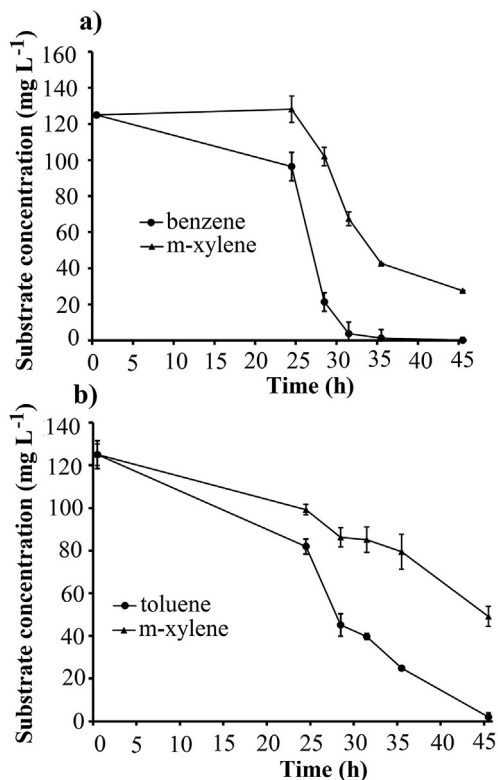 a)
Substrate concentration (mg L-1)
160
140
120
100
80
60
40
20
0
benzene
m-xylene
0 5 10 15 20 25 30 35 40 45
Time (h)
b)
Substrate concentration (mg L-1)
140
120
100
80
60
40
20
0
toluene
m-xylene
0 5 10 15 20 25 30 35 40 45
Time (h)